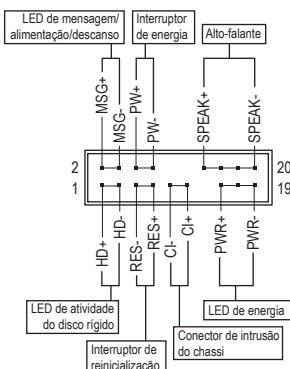 LED de mensagem/
alimentação/descanso
Interruptor
de energia
Alto-falante
MSG+
MSG-
PW+
PW-
SPEAK+
SPEAK-
2
20
1
19
HD+
HD-
RES-
RES+
CI-
CI+
PWR+
PWR-
LED de atividade
do disco rígido
Interruptor de
reinicialização
Conector de intrusão
do chassi
LED de energia